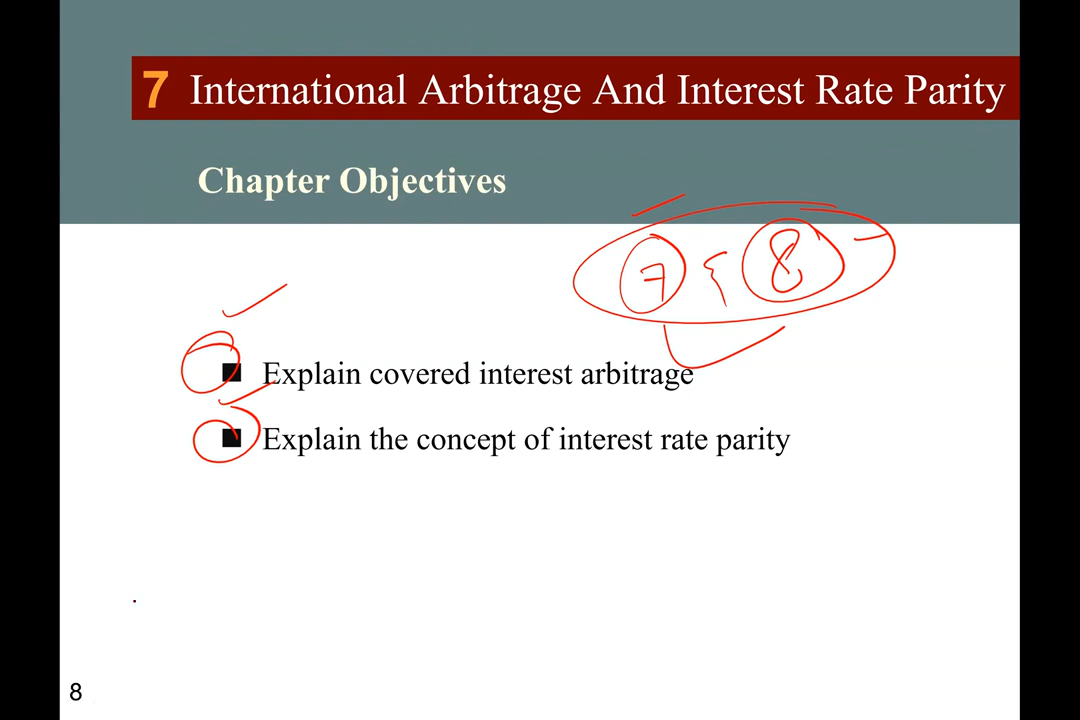 7 International Arbitrage And Interest Rate Parity
Chapter Objectives
7 8
■ Explain covered interest arbitrage
■ Explain the concept of interest rate parity
.
8